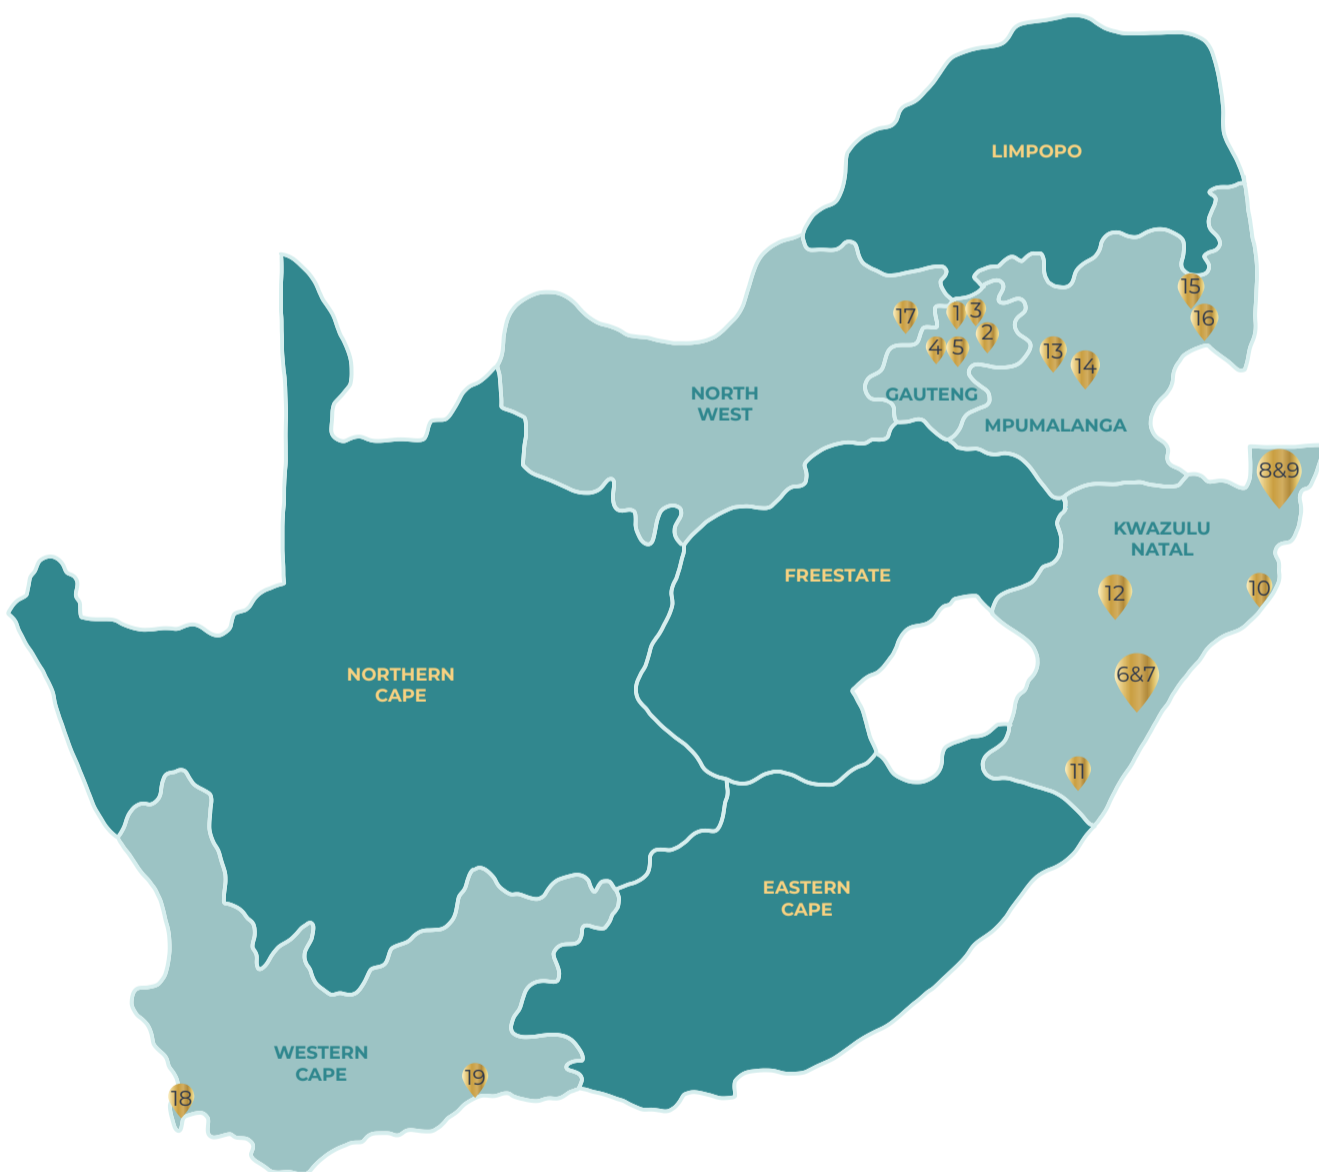 LIMPOPO
15
16
17
1
3
2
4
5
13
14
NORTH
WEST
GAUTENG
MPUMALANGA
8&9
KWAZULU
NATAL
FREESTATE
12
10
NORTHERN
CAPE
6&7
11
EASTERN
CAPE
WESTERN
CAPE
19
18